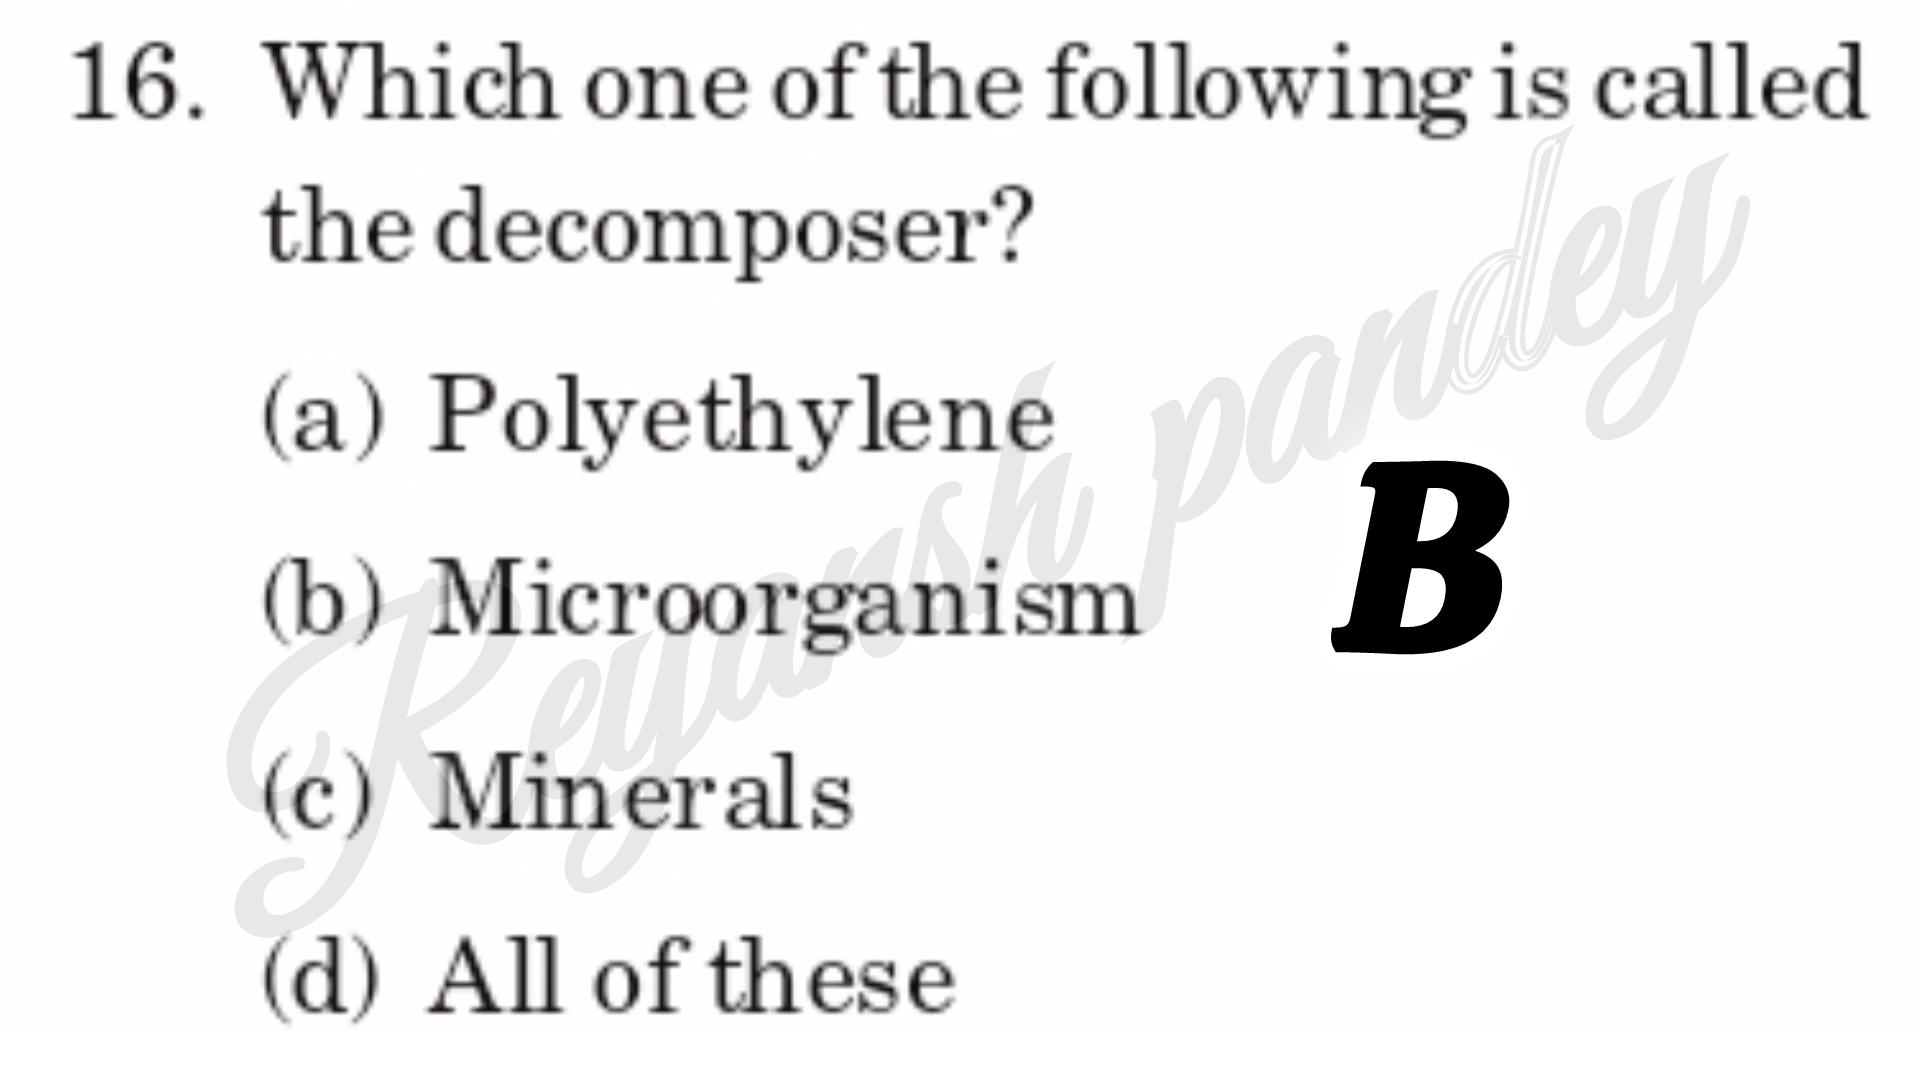 16. Which one of the following is called
the decomposer?
(a) Polyethylene
(b) Microorganism
B
(c) Minerals
(d) All of these
Reyansh pandey